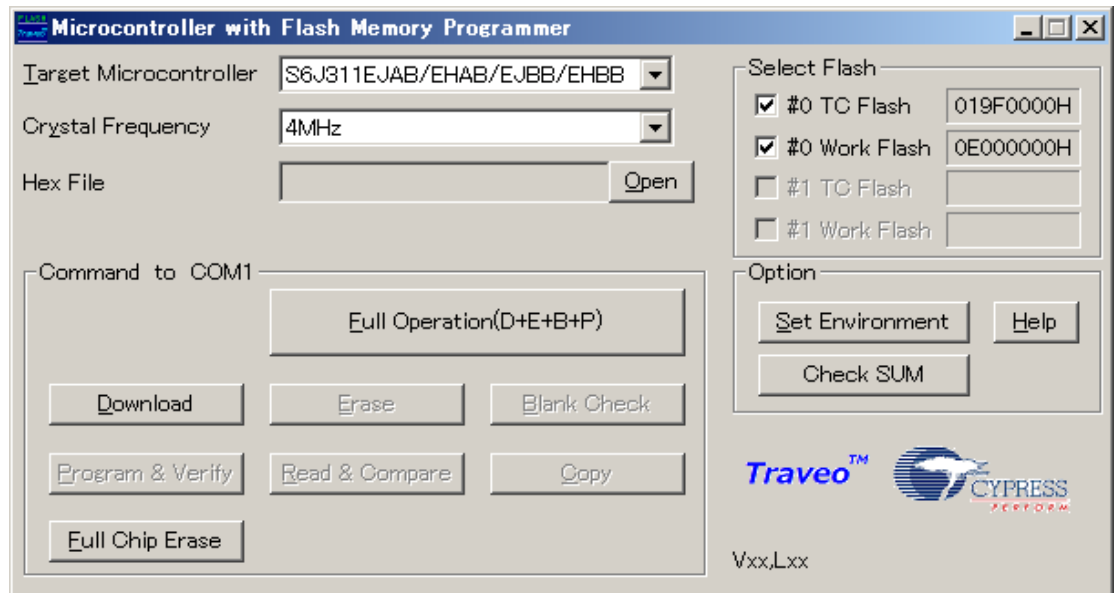 FLASH
Traveo
Microcontroller with Flash Memory Programmer
Target Microcontroller
S6J311EJAB/EHAB/EJBB/EHBB
Crystal Frequency
4MHz
Hex File
Open
Select Flash
#0 TC Flash
019F0000H
#0 Work Flash
0E000000H
#1 TC Flash
#1 Work Flash
Command to COM1
Full Operation(D+E+B+P)
Download
Erase
Blank Check
Program & Verify
Read & Compare
Copy
Full Chip Erase
Option
Set Environment
Help
Check SUM
Traveo™
CYPRESS
PERFORM
Vxx,Lxx